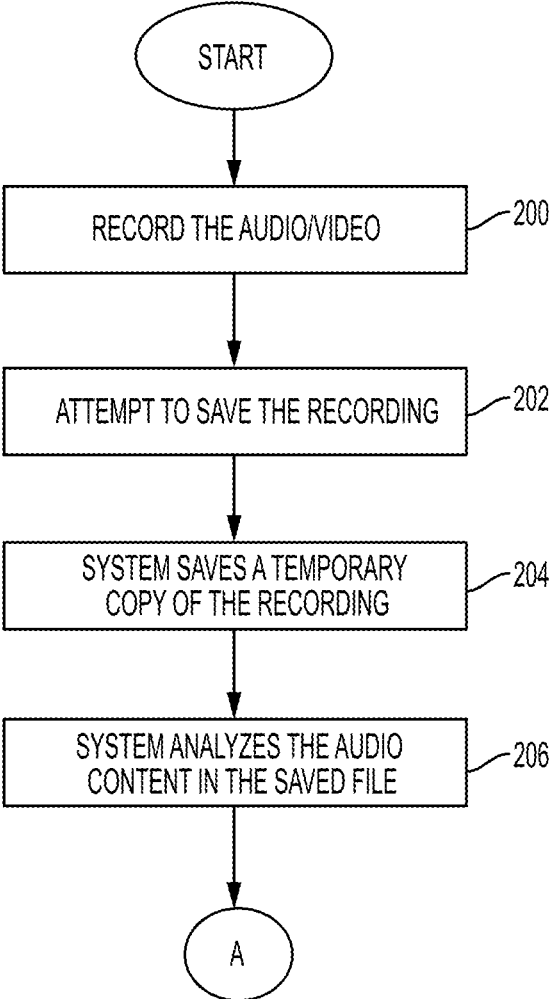 START
RECORD THE AUDIO/VIDEO
200
ATTEMPT TO SAVE THE RECORDING
202
SYSTEM SAVES A TEMPORARY
COPY OF THE RECORDING
204
SYSTEM ANALYZES THE AUDIO
CONTENT IN THE SAVED FILE
206
A